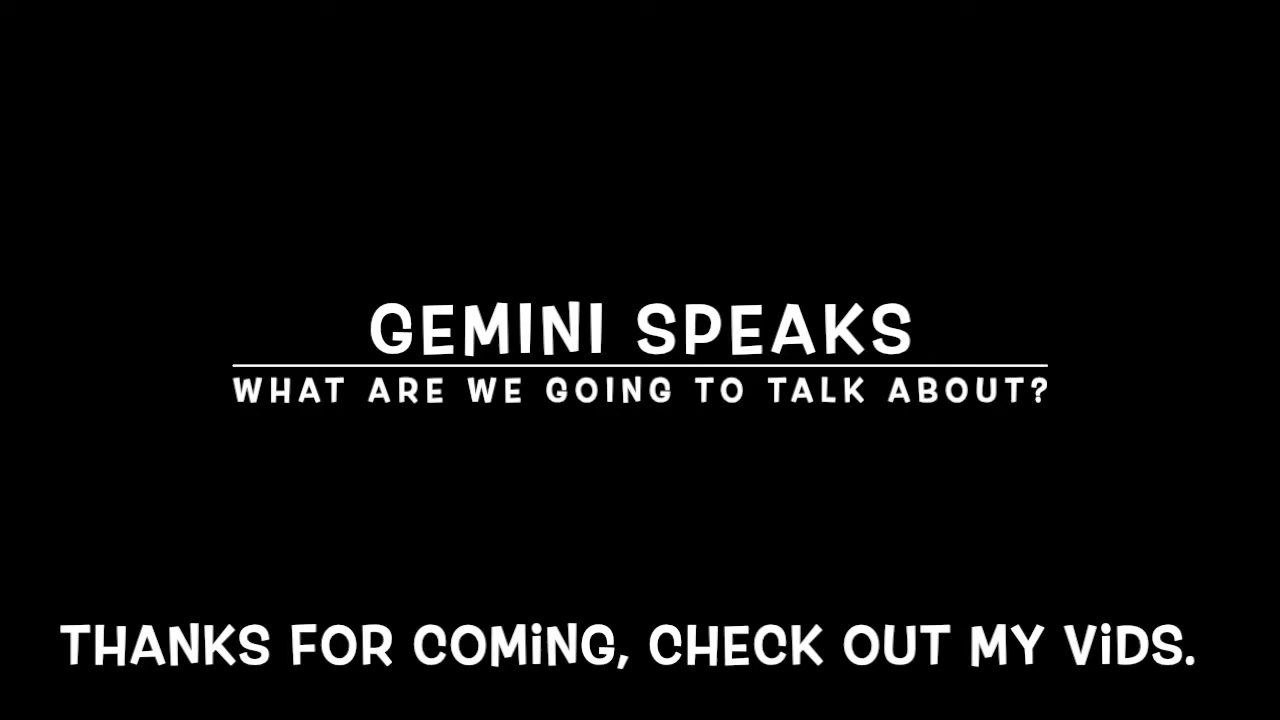 GEMINI SPEAKS
WHAT ARE WE GOING TO TALK ABOUT?
THANKS FOR COMiNG, CHECK OUT MY ViDS.